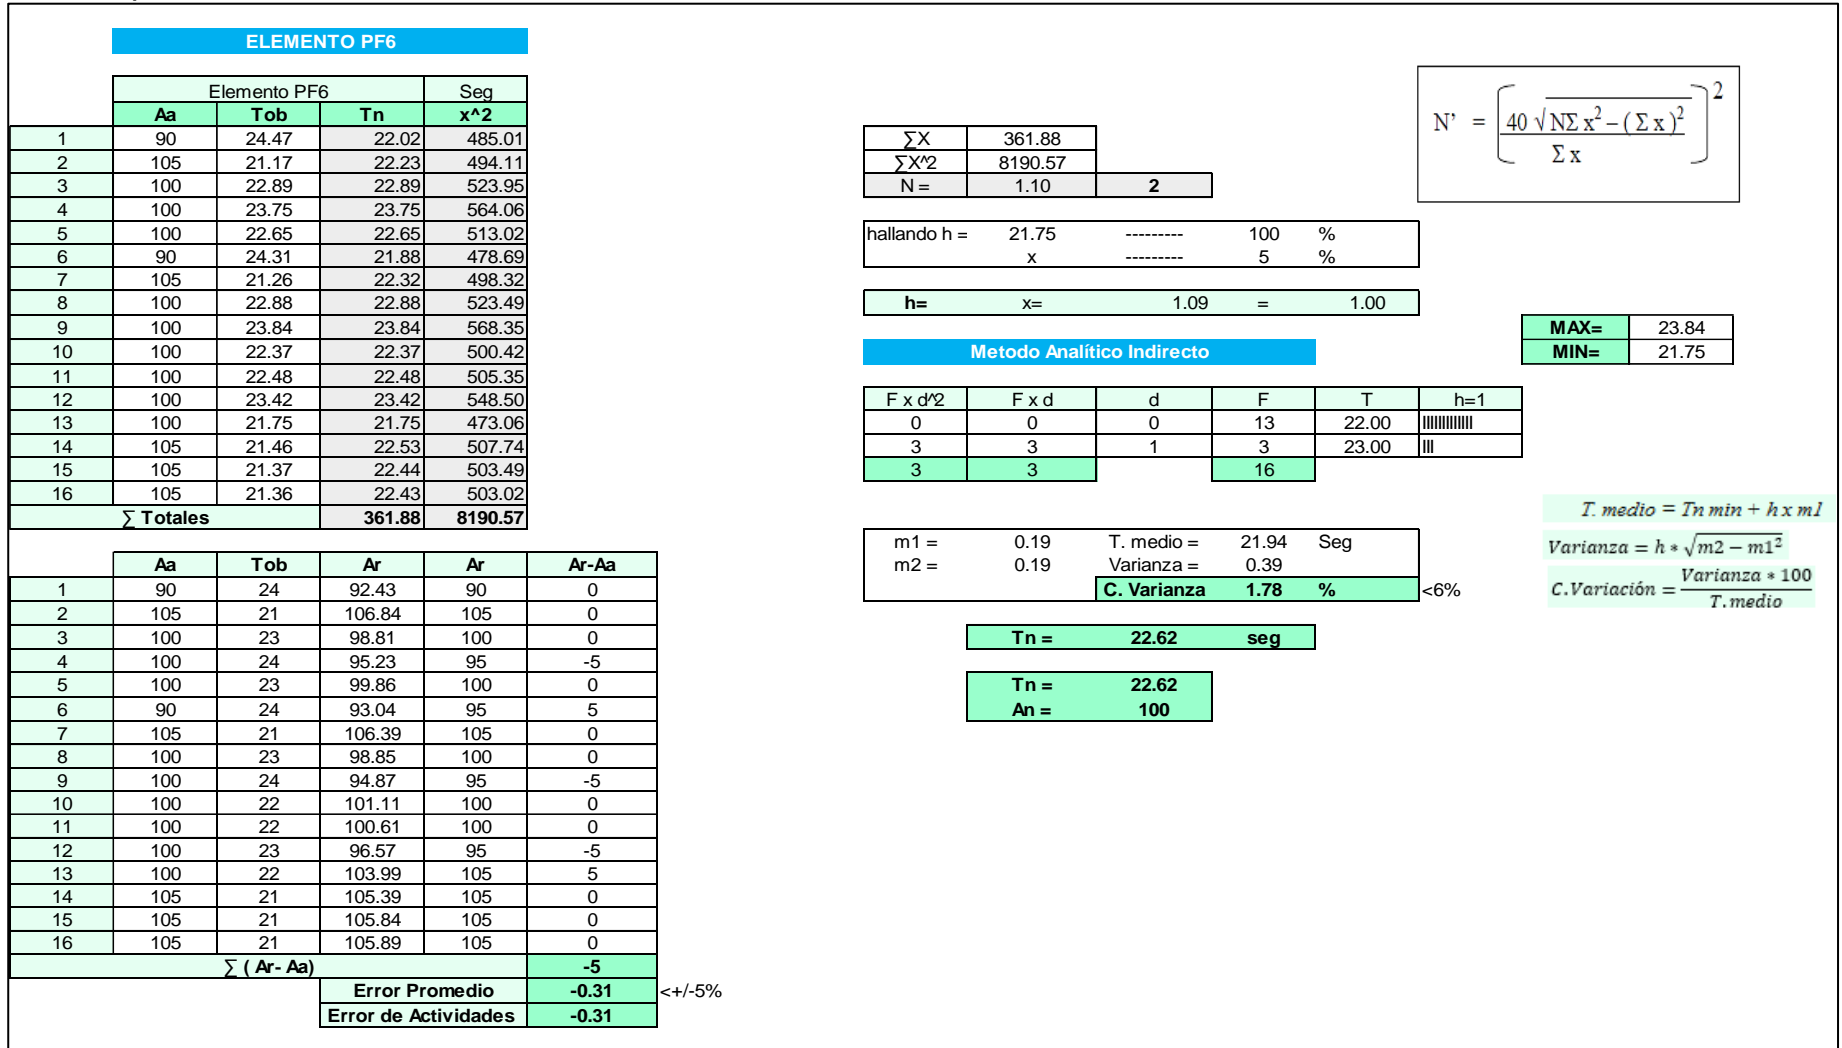 ELEMENTO PF6
Elemento PF6 Seg
Aa Tob Tn x^2
1 90 24.47 22.02 485.01
2 105 21.17 22.23 494.11
3 100 22.89 22.89 523.95
4 100 23.75 23.75 564.06
5 100 22.65 22.65 513.02
6 90 24.31 21.88 478.69
7 105 21.26 22.32 498.32
8 100 22.88 22.88 523.49
9 100 23.84 23.84 568.35
10 100 22.37 22.37 500.42
11 100 22.48 22.48 505.35
12 100 23.42 23.42 548.50
13 100 21.75 21.75 473.06
14 105 21.46 22.53 507.74
15 105 21.37 22.44 503.49
16 105 21.36 22.43 503.02
∑ Totales 361.88 8190.57
Aa Tob Ar Ar Ar-Aa
1 90 24 92.43 90 0
2 105 21 106.84 105 0
3 100 23 98.81 100 0
4 100 24 95.23 95 -5
5 100 23 99.86 100 0
6 90 24 93.04 95 5
7 105 21 106.39 105 0
8 100 23 98.85 100 0
9 100 24 94.87 95 -5
10 100 22 101.11 100 0
11 100 22 100.61 100 0
12 100 23 96.57 95 -5
13 100 22 103.99 105 5
14 105 21 105.39 105 0
15 105 21 105.84 105 0
16 105 21 105.89 105 0
∑ ( Ar- Aa) -5
Error Promedio -0.31 <+/-5%
Error de Actividades -0.31
∑X 361.88
∑X^2 8190.57
N = 1.10 2
N' = [ 40 √ NΣ x² – ( Σ x )² / Σ x ] 2
hallando h = 21.75 --------- 100 %
x --------- 5 %
h= x= 1.09 = 1.00
MAX= 23.84
MIN= 21.75
Metodo Analítico Indirecto
F x d^2 F x d d F T h=1
0 0 0 13 22.00 IIIIIIIIIIIII
3 3 1 3 23.00 III
3 3 16
m1 = 0.19 T. medio = 21.94 Seg
m2 = 0.19 Varianza = 0.39
C. Varianza 1.78 % <6%
T. medio = Tn min + h x m1
Varianza = h * √m2 − m1²
C.Variación = Varianza * 100 / T.medio
Tn = 22.62 seg
Tn = 22.62
An = 100